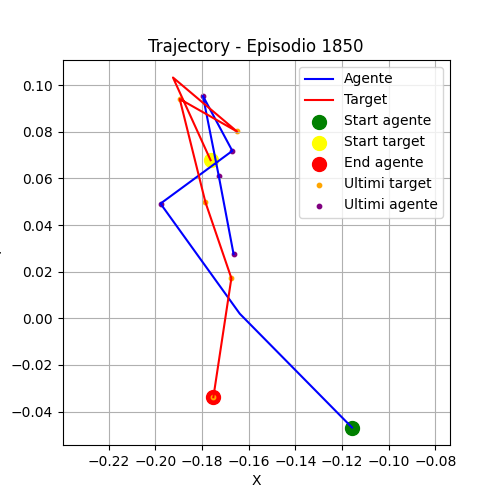 Trajectory - Episodio 1850
Agente
Target
Start agente
Start target
End agente
Ultimi target
Ultimi agente
0.10
0.08
0.06
0.04
0.02
0.00
−0.02
−0.04
−0.22
−0.20
−0.18
−0.16
−0.14
−0.12
−0.10
−0.08
X